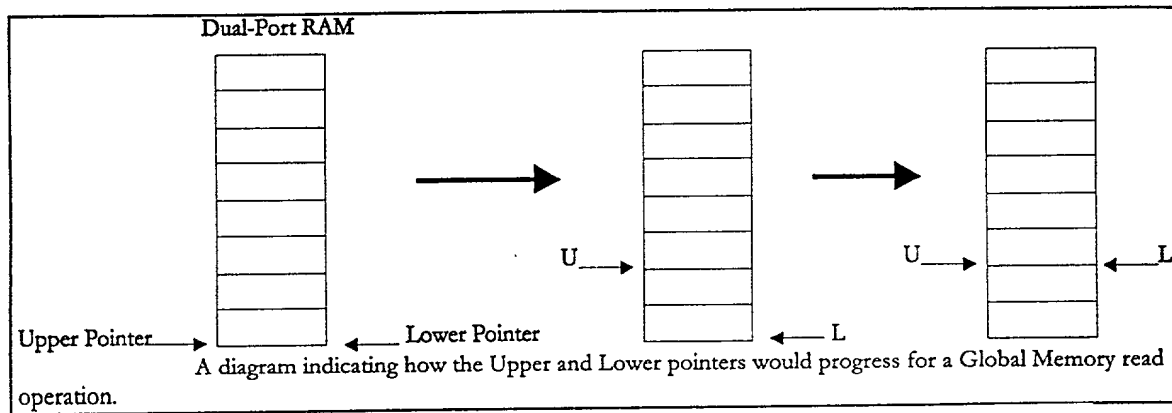 Dual-Port RAM
U
U
L
Upper Pointer
Lower Pointer
L
A diagram indicating how the Upper and Lower pointers would progress for a Global Memory read
operation.